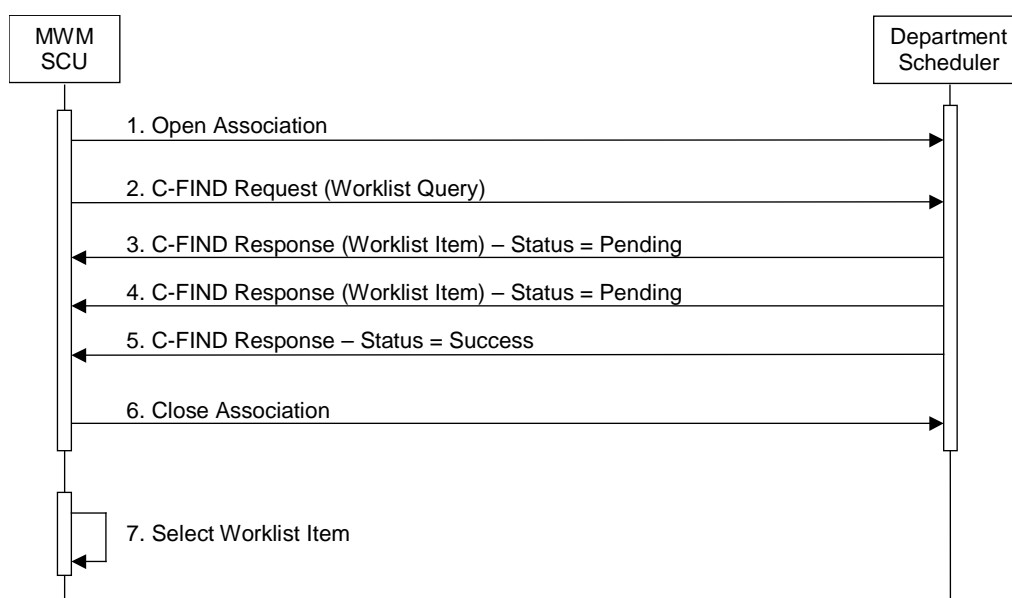 MWM
SCU
Department
Scheduler
1. Open Association
2. C-FIND Request (Worklist Query)
3. C-FIND Response (Worklist Item) – Status = Pending
4. C-FIND Response (Worklist Item) – Status = Pending
5. C-FIND Response – Status = Success
6. Close Association
7. Select Worklist Item